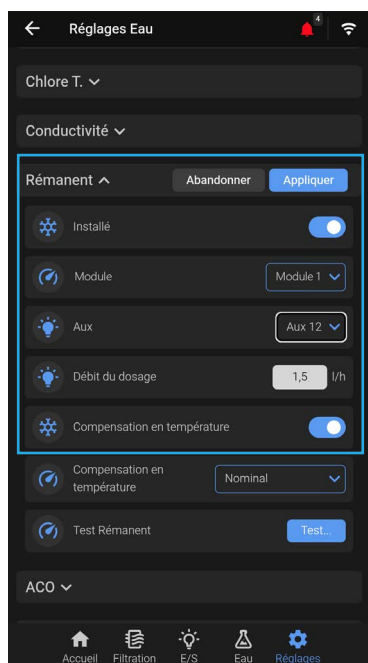 Réglages Eau
4
Chlore T.
Conductivité
Rémanent
Abandonner
Appliquer
Installé
Module
Module 1
Aux
Aux 12
Débit du dosage
1,5
l/h
Compensation en température
Compensation en
température
Nominal
Test Rémanent
Test...
ACO
Accueil
Filtration
E/S
Eau
Réglages